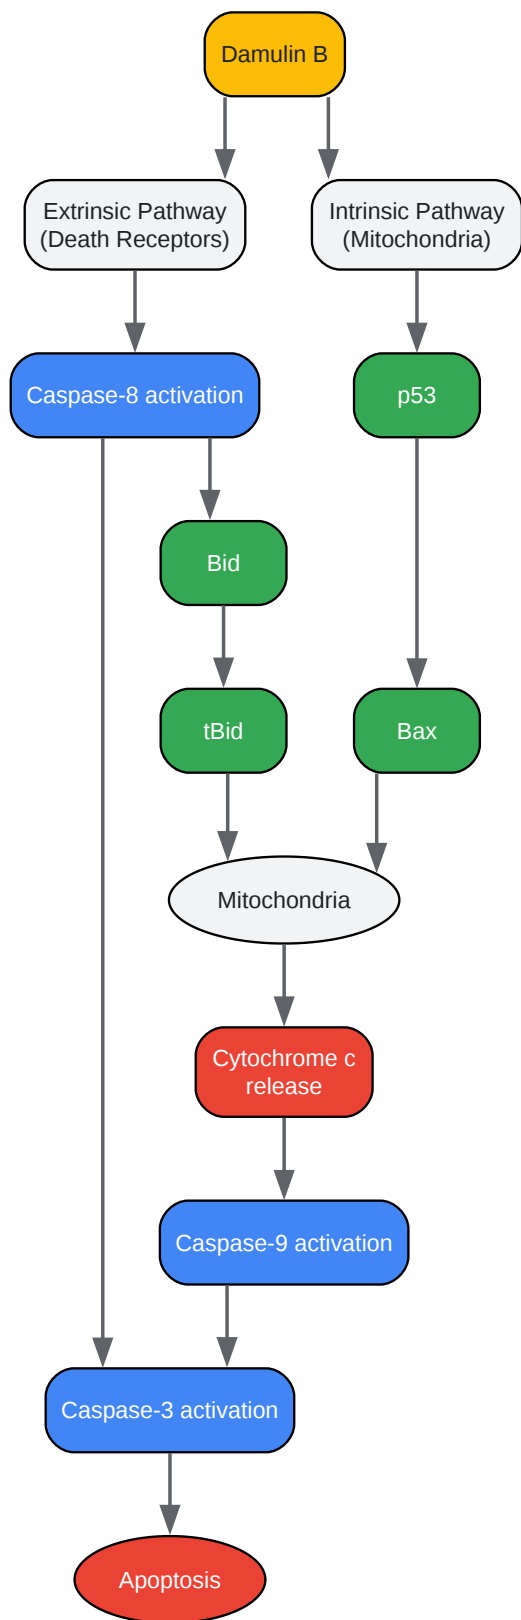 Damulin B
Extrinsic Pathway
(Death Receptors)
Intrinsic Pathway
(Mitochondria)
Caspase-8 activation
p53
Bid
tBid
Bax
Mitochondria
Cytochrome c
release
Caspase-9 activation
Caspase-3 activation
Apoptosis